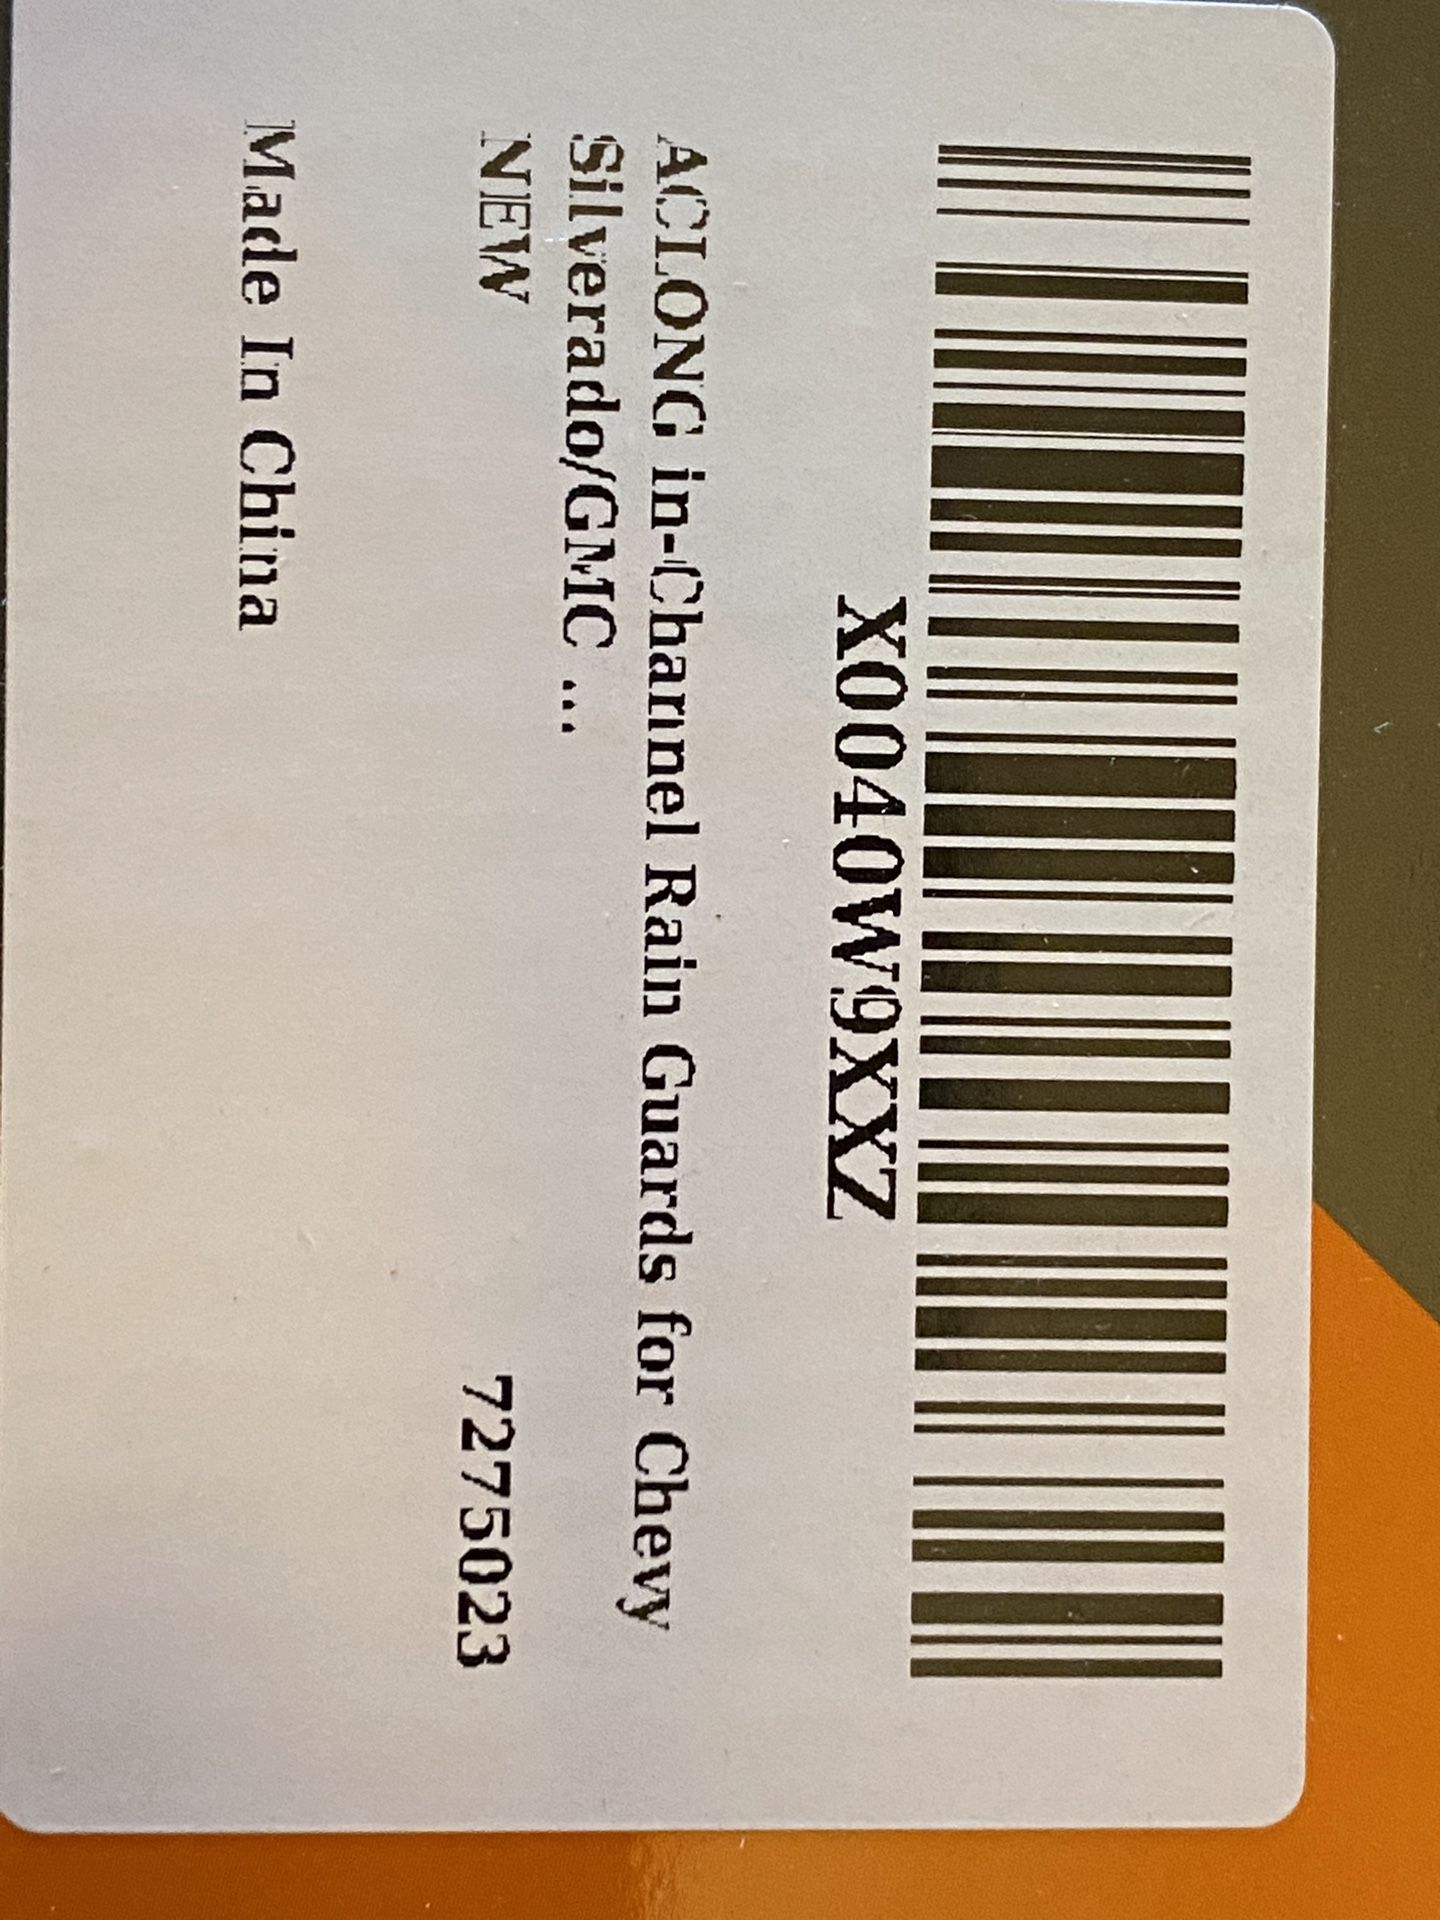 X0040W9XXZ
ACLONG in-Channel Rain Guards for Chevy
Silverado/GMC ...
NEW
7275023
Made In China